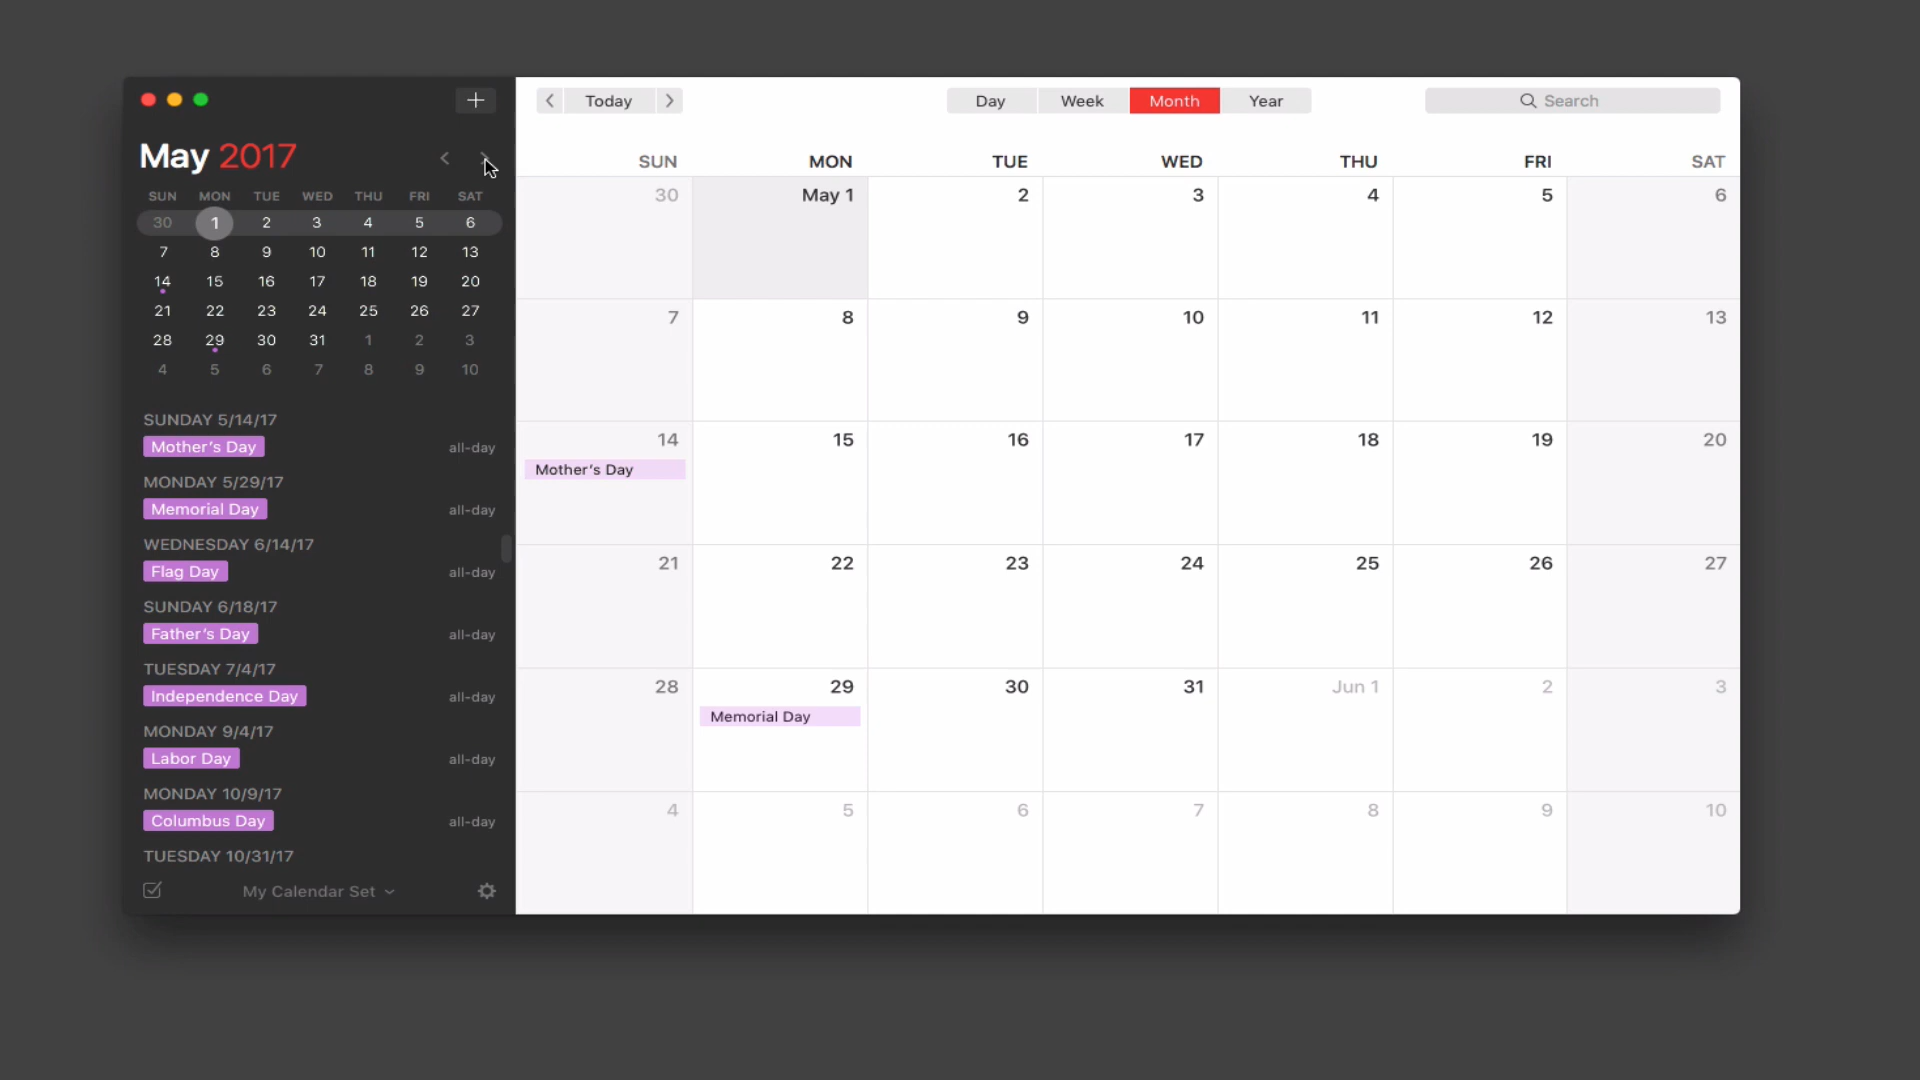 May 2017
SUN MON TUE WED THU FRI SAT
30 1 2 3 4 5 6
7 8 9 10 11 12 13
14 15 16 17 18 19 20
21 22 23 24 25 26 27
28 29 30 31 1 2 3
4 5 6 7 8 9 10
SUNDAY 5/14/17
Mother's Day all-day
MONDAY 5/29/17
Memorial Day all-day
WEDNESDAY 6/14/17
Flag Day all-day
SUNDAY 6/18/17
Father's Day all-day
TUESDAY 7/4/17
Independence Day all-day
MONDAY 9/4/17
Labor Day all-day
MONDAY 10/9/17
Columbus Day all-day
TUESDAY 10/31/17
My Calendar Set
Today Day Week Month Year Search
SUN MON TUE WED THU FRI SAT
30 May 1 2 3 4 5 6
7 8 9 10 11 12 13
14 15 16 17 18 19 20
Mother's Day
21 22 23 24 25 26 27
28 29 30 31 Jun 1 2 3
Memorial Day
4 5 6 7 8 9 10